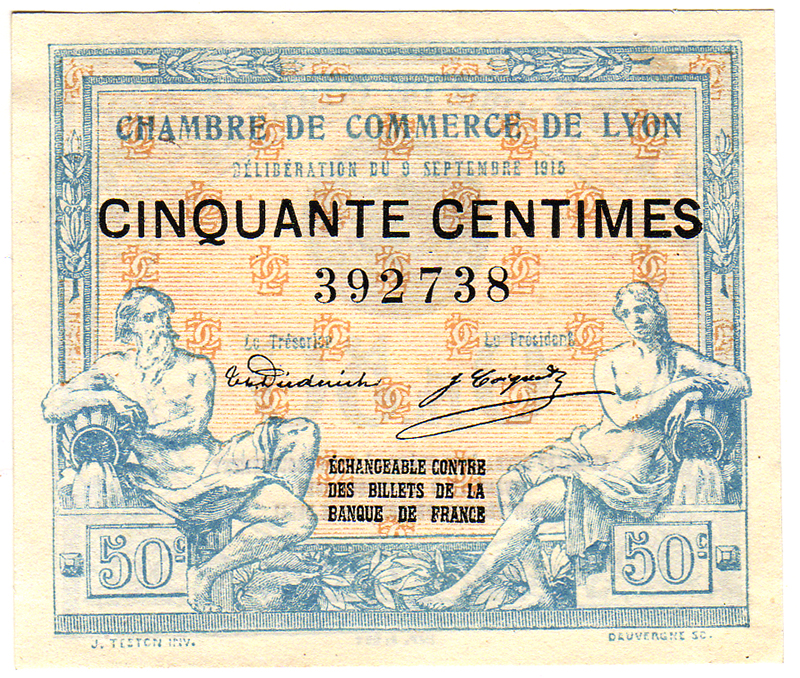 CHAMBRE DE COMMERCE DE LYON
DÉLIBÉRATION DU 9 SEPTEMBRE 1915
CINQUANTE CENTIMES
392738
Le Trésorier Le Président
ÉCHANGEABLE CONTRE
DES BILLETS DE LA
BANQUE DE FRANCE
50c. 50c.
J. TESTON INV. DAUVERGNE SC.